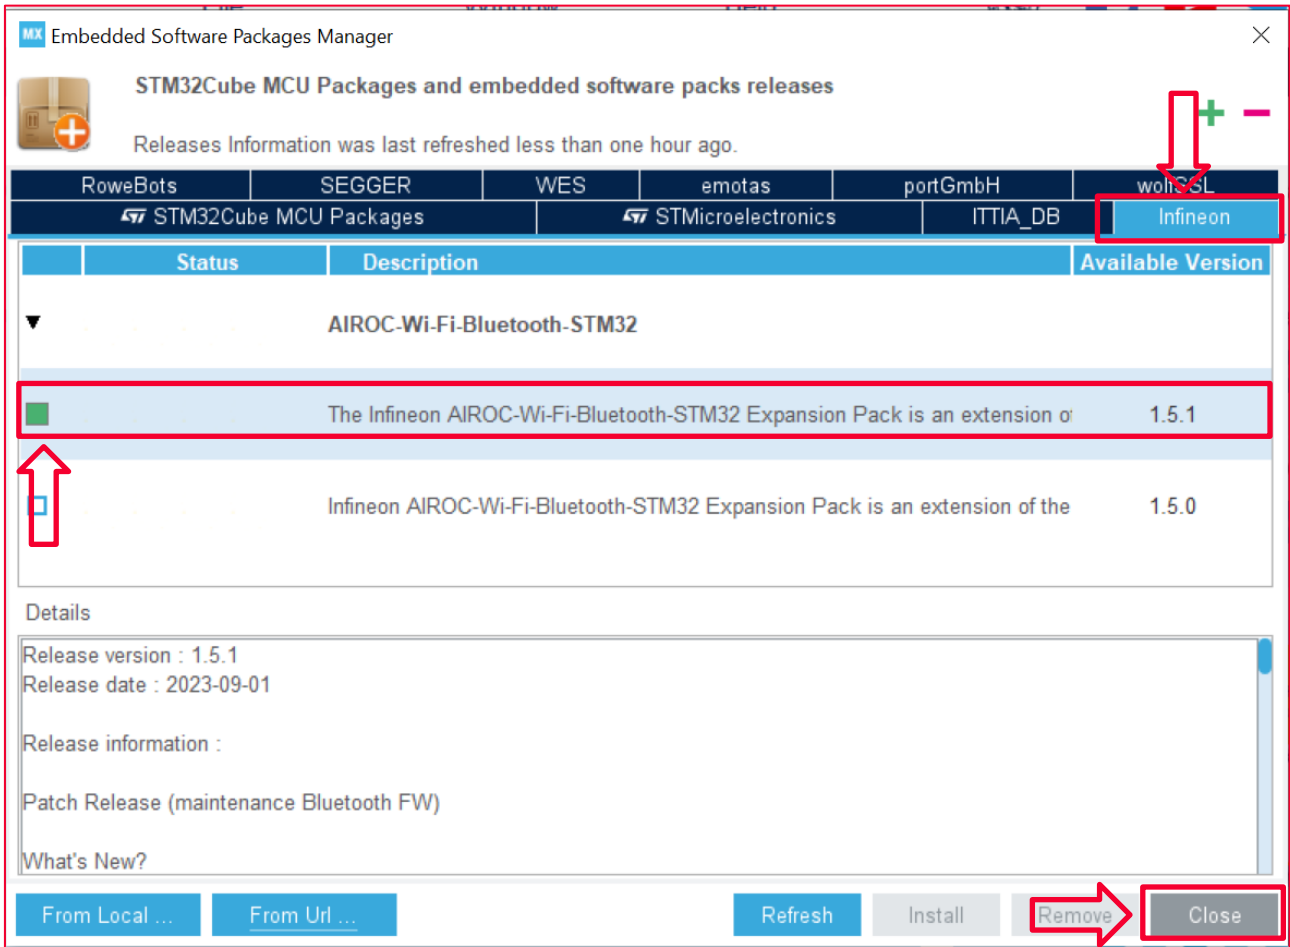 MX Embedded Software Packages Manager
STM32Cube MCU Packages and embedded software packs releases
Releases Information was last refreshed less than one hour ago.
RoweBots SEGGER WES emotas portGmbH wolfSSL
STM32Cube MCU Packages STMicroelectronics ITTIA_DB Infineon
Status Description Available Version
AIROC-Wi-Fi-Bluetooth-STM32
The Infineon AIROC-Wi-Fi-Bluetooth-STM32 Expansion Pack is an extension of 1.5.1
Infineon AIROC-Wi-Fi-Bluetooth-STM32 Expansion Pack is an extension of the 1.5.0
Details
Release version : 1.5.1
Release date : 2023-09-01
Release information :
Patch Release (maintenance Bluetooth FW)
What's New?
From Local ... From Url ... Refresh Install Remove Close